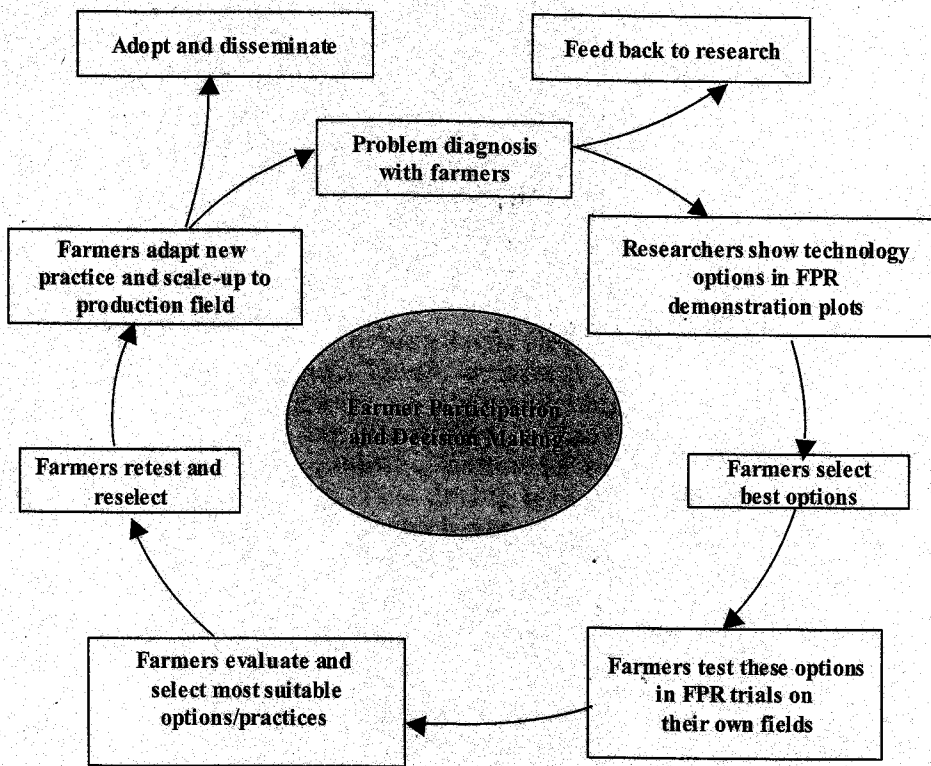 Adopt and disseminate
Feed back to research
Problem diagnosis
with farmers
Farmers adapt new
practice and scale-up to
production field
Researchers show technology
options in FPR
demonstration plots
Farmer Participation
and Decision Making
Farmers retest and
reselect
Farmers select
best options
Farmers evaluate and
select most suitable
options/practices
Farmers test these options
in FPR trials on
their own fields